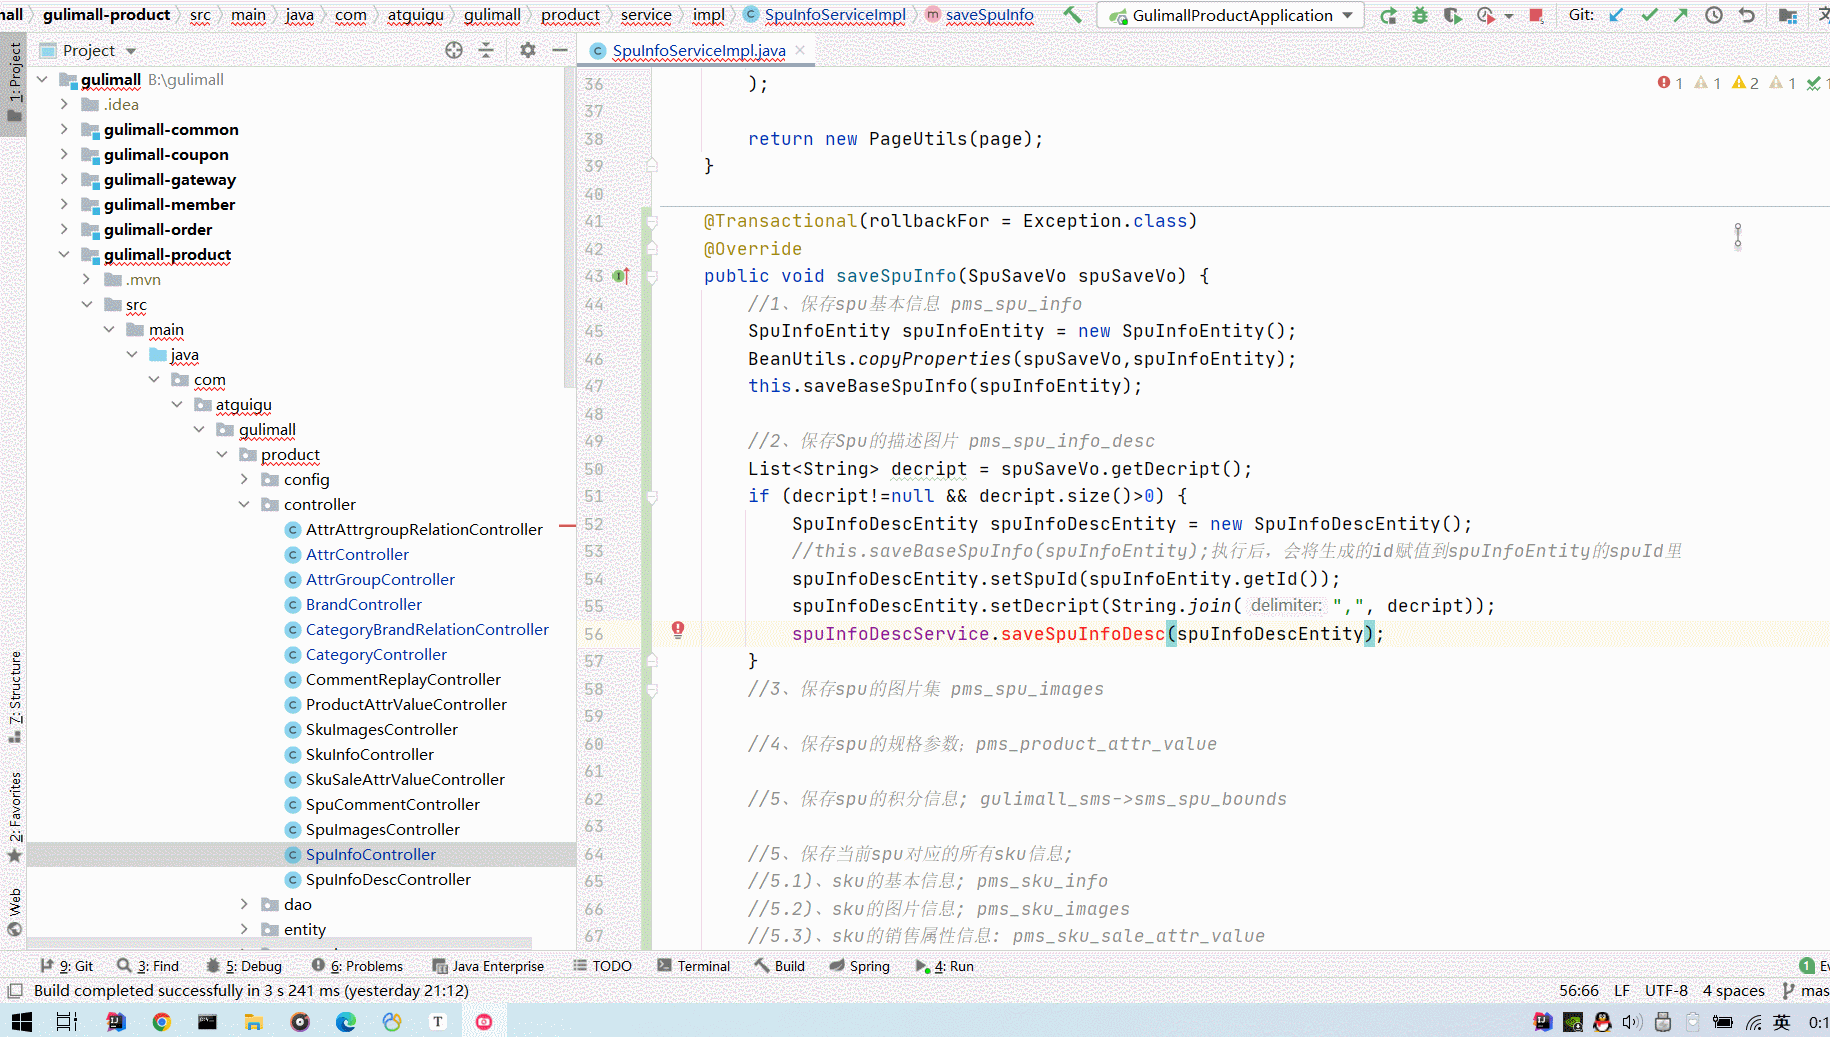 nall gulimall-product src main java com atguigu gulimall product service impl SpuInfoServiceImpl saveSpuInfo GulimallProductApplication Git:
Project
SpuInfoServiceImpl.java
gulimall B:\gulimall
.idea
gulimall-common
gulimall-coupon
gulimall-gateway
gulimall-member
gulimall-order
gulimall-product
.mvn
src
main
java
com
atguigu
gulimall
product
config
controller
AttrAttrgroupRelationController
AttrController
AttrGroupController
BrandController
CategoryBrandRelationController
CategoryController
CommentReplayController
ProductAttrValueController
SkuImagesController
SkuInfoController
SkuSaleAttrValueController
SpuCommentController
SpuImagesController
SpuInfoController
SpuInfoDescController
dao
entity
1: Project
7: Structure
2: Favorites
Web
1 1 2 1 1
36 );
37
38 return new PageUtils(page);
39 }
40
41 @Transactional(rollbackFor = Exception.class)
42 @Override
43 public void saveSpuInfo(SpuSaveVo spuSaveVo) {
44 //1、保存spu基本信息 pms_spu_info
45 SpuInfoEntity spuInfoEntity = new SpuInfoEntity();
46 BeanUtils.copyProperties(spuSaveVo,spuInfoEntity);
47 this.saveBaseSpuInfo(spuInfoEntity);
48
49 //2、保存Spu的描述图片 pms_spu_info_desc
50 List<String> decript = spuSaveVo.getDecript();
51 if (decript!=null && decript.size()>0) {
52 SpuInfoDescEntity spuInfoDescEntity = new SpuInfoDescEntity();
53 //this.saveBaseSpuInfo(spuInfoEntity);执行后，会将生成的id赋值到spuInfoEntity的spuId里
54 spuInfoDescEntity.setSpuId(spuInfoEntity.getId());
55 spuInfoDescEntity.setDecript(String.join( delimiter: ",", decript));
56 spuInfoDescService.saveSpuInfoDesc(spuInfoDescEntity);
57 }
58 //3、保存spu的图片集 pms_spu_images
59
60 //4、保存spu的规格参数；pms_product_attr_value
61
62 //5、保存spu的积分信息; gulimall_sms->sms_spu_bounds
63
64 //5、保存当前spu对应的所有sku信息;
65 //5.1)、sku的基本信息; pms_sku_info
66 //5.2)、sku的图片信息; pms_sku_images
67 //5.3)、sku的销售属性信息: pms_sku_sale_attr_value
9: Git 3: Find 5: Debug 6: Problems Java Enterprise TODO Terminal Build Spring 4: Run 1 Ev
Build completed successfully in 3 s 241 ms (yesterday 21:12) 56:66 LF UTF-8 4 spaces mas
T 英 0:1